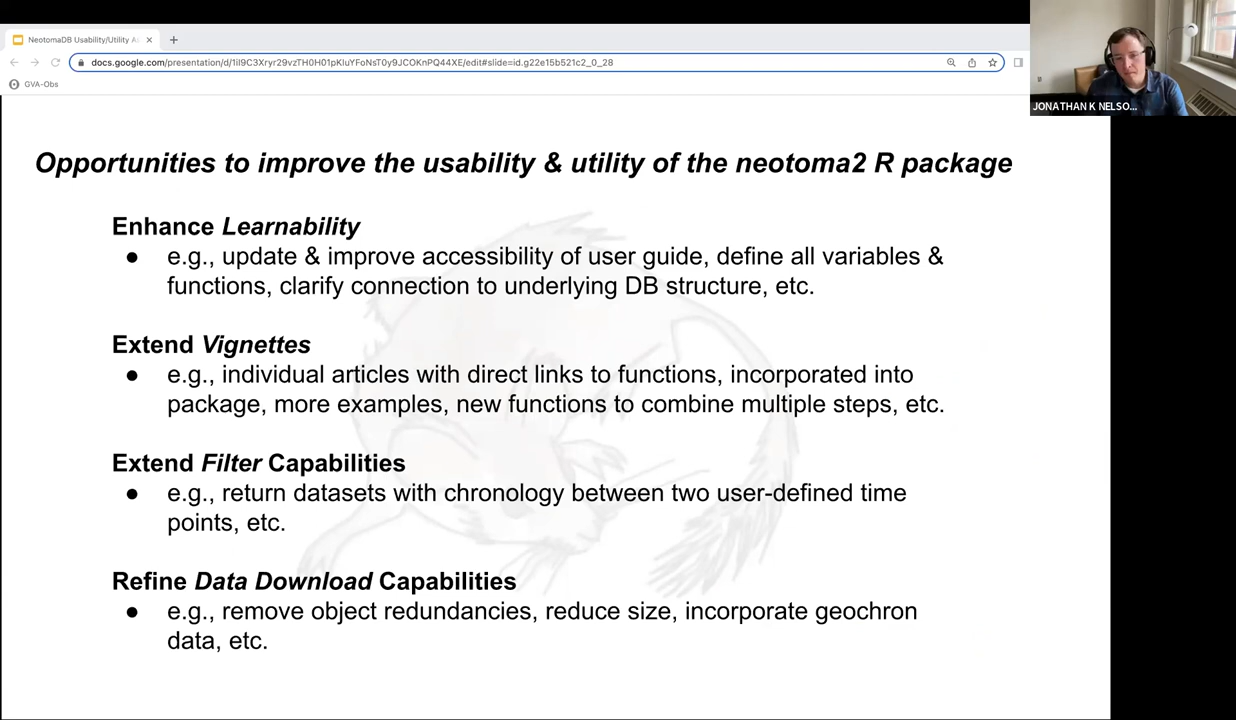 NeotomaDB Usability/Utility A
docs.google.com/presentation/d/1iI9C3Xryr29vzTH0H01pKIuYFoNsT0y9JCOKnPQ44XE/edit#slide=id.g22e15b521c2_0_28
GVA-Obs
JONATHAN K NELSO...
Opportunities to improve the usability & utility of the neotoma2 R package
Enhance Learnability
● e.g., update & improve accessibility of user guide, define all variables &
functions, clarify connection to underlying DB structure, etc.
Extend Vignettes
● e.g., individual articles with direct links to functions, incorporated into
package, more examples, new functions to combine multiple steps, etc.
Extend Filter Capabilities
● e.g., return datasets with chronology between two user-defined time
points, etc.
Refine Data Download Capabilities
● e.g., remove object redundancies, reduce size, incorporate geochron
data, etc.